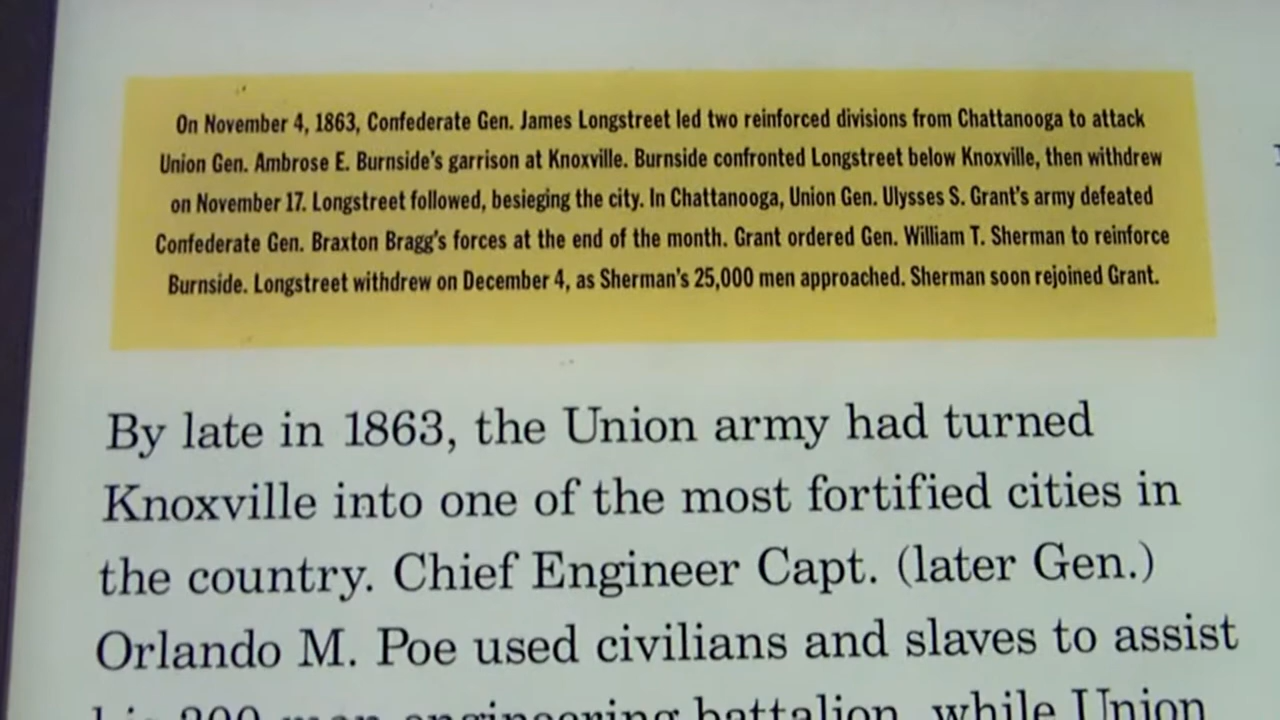 On November 4, 1863, Confederate Gen. James Longstreet led two reinforced divisions from Chattanooga to attack
Union Gen. Ambrose E. Burnside's garrison at Knoxville. Burnside confronted Longstreet below Knoxville, then withdrew
on November 17. Longstreet followed, besieging the city. In Chattanooga, Union Gen. Ulysses S. Grant's army defeated
Confederate Gen. Braxton Bragg's forces at the end of the month. Grant ordered Gen. William T. Sherman to reinforce
Burnside. Longstreet withdrew on December 4, as Sherman's 25,000 men approached. Sherman soon rejoined Grant.
By late in 1863, the Union army had turned
Knoxville into one of the most fortified cities in
the country. Chief Engineer Capt. (later Gen.)
Orlando M. Poe used civilians and slaves to assist
engineering battalion, while Union